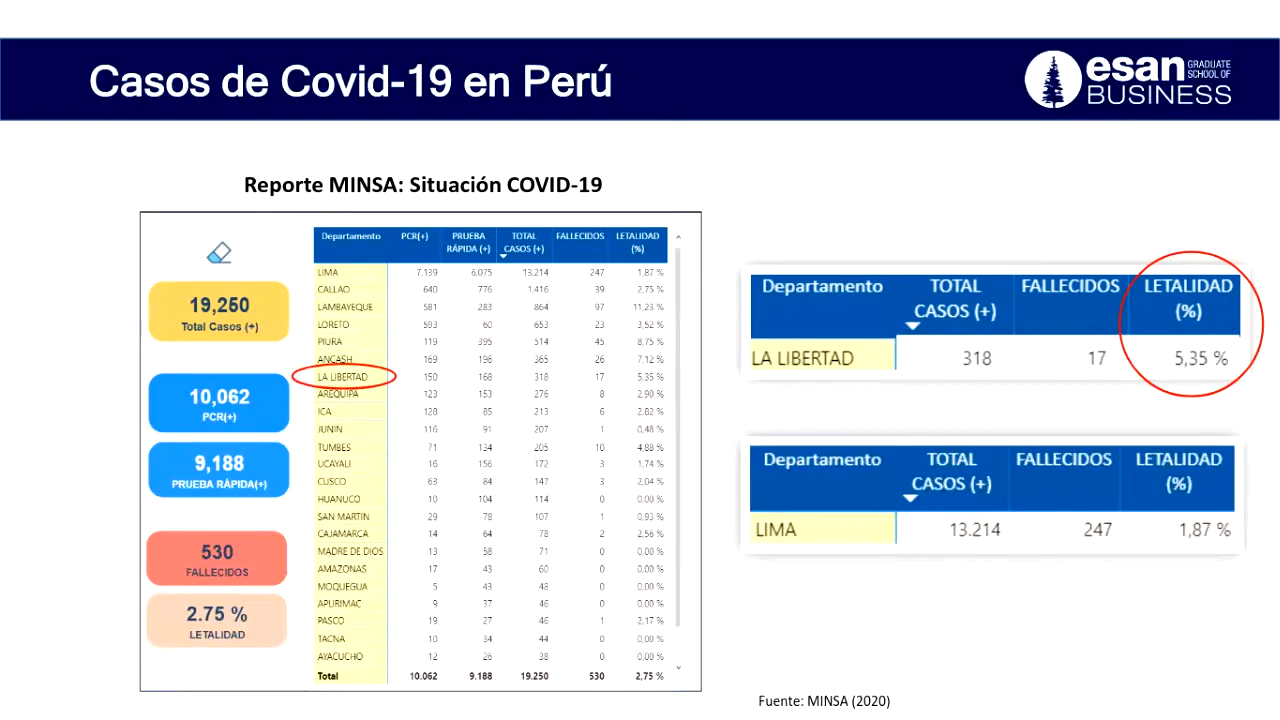 Casos de Covid-19 en Perú
esan GRADUATE SCHOOL OF BUSINESS
Reporte MINSA: Situación COVID-19
19,250
Total Casos (+)
10,062
PCR(+)
9,188
PRUEBA RÁPIDA(+)
530
FALLECIDOS
2.75 %
LETALIDAD
Departamento PCR(+) PRUEBA RÁPIDA (+) TOTAL CASOS (+) FALLECIDOS LETALIDAD (%)
LIMA 7.139 6.075 13.214 247 1,87 %
CALLAO 640 776 1.416 39 2,75 %
LAMBAYEQUE 581 283 864 97 11,23 %
LORETO 593 60 653 23 3,52 %
PIURA 119 395 514 45 8,75 %
ANCASH 169 196 365 26 7,12 %
LA LIBERTAD 150 168 318 17 5,35 %
AREQUIPA 123 153 276 8 2,90 %
ICA 128 85 213 6 2,82 %
JUNIN 116 91 207 1 0,48 %
TUMBES 71 134 205 10 4,88 %
UCAYALI 16 156 172 3 1,74 %
CUSCO 63 84 147 3 2,04 %
HUANUCO 10 104 114 0 0,00 %
SAN MARTIN 29 78 107 1 0,93 %
CAJAMARCA 14 64 78 2 2,56 %
MADRE DE DIOS 13 58 71 0 0,00 %
AMAZONAS 17 43 60 0 0,00 %
MOQUEGUA 5 43 48 0 0,00 %
APURIMAC 9 37 46 0 0,00 %
PASCO 19 27 46 1 2,17 %
TACNA 10 34 44 0 0,00 %
AYACUCHO 12 26 38 0 0,00 %
Total 10.062 9.188 19.250 530 2,75 %
Departamento TOTAL CASOS (+) FALLECIDOS LETALIDAD (%)
LA LIBERTAD 318 17 5,35 %
Departamento TOTAL CASOS (+) FALLECIDOS LETALIDAD (%)
LIMA 13.214 247 1,87 %
Fuente: MINSA (2020)